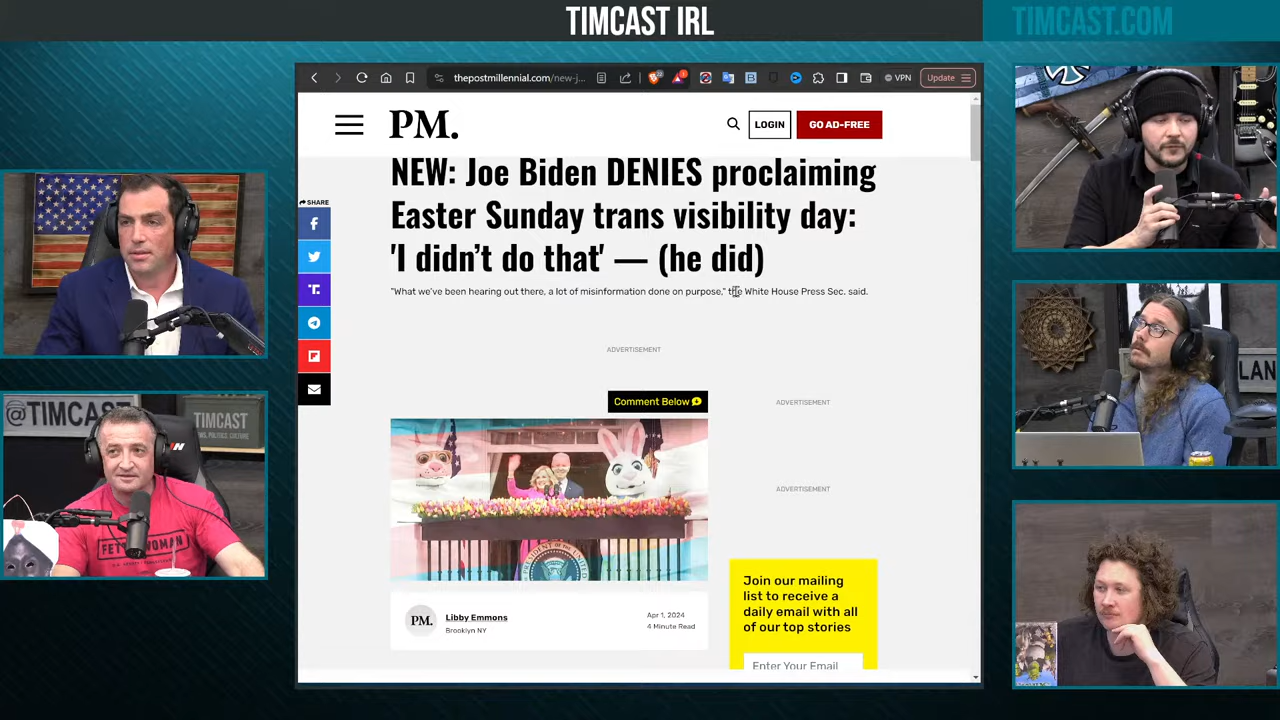 TIMCAST IRL
TIMCAST.COM
thepostmillennial.com/new-j...
VPN
Update
PM.
LOGIN
GO AD-FREE
NEW: Joe Biden DENIES proclaiming
Easter Sunday trans visibility day:
'I didn't do that' — (he did)
"What we've been hearing out there, a lot of misinformation done on purpose," the White House Press Sec. said.
SHARE
ADVERTISEMENT
Comment Below
ADVERTISEMENT
ADVERTISEMENT
Join our mailing
list to receive a
daily email with all
of our top stories
Enter Your Email
PM.
Libby Emmons
Brooklyn NY
Apr 1, 2024
4 Minute Read
@TIMCAST
TIMCAST
LAN